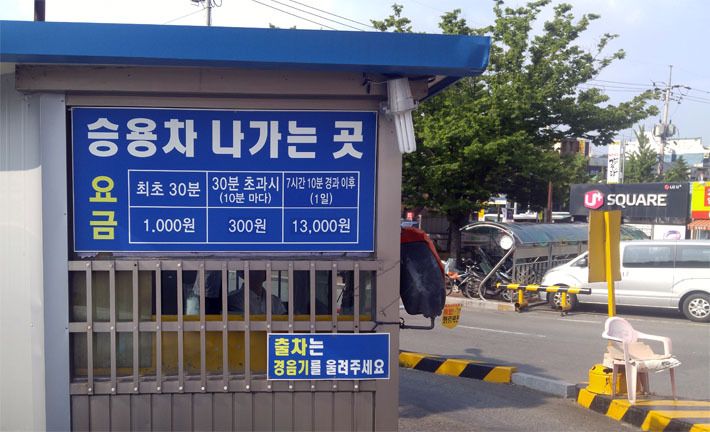 승용차 나가는 곳
요금
최초 30분
30분 초과시
(10분 마다)
7시간 10분 경과 이후
(1일)
1.000원
300원
13,000원
출차는
경음기를 울려주세요
U+ SQUARE
LG U+